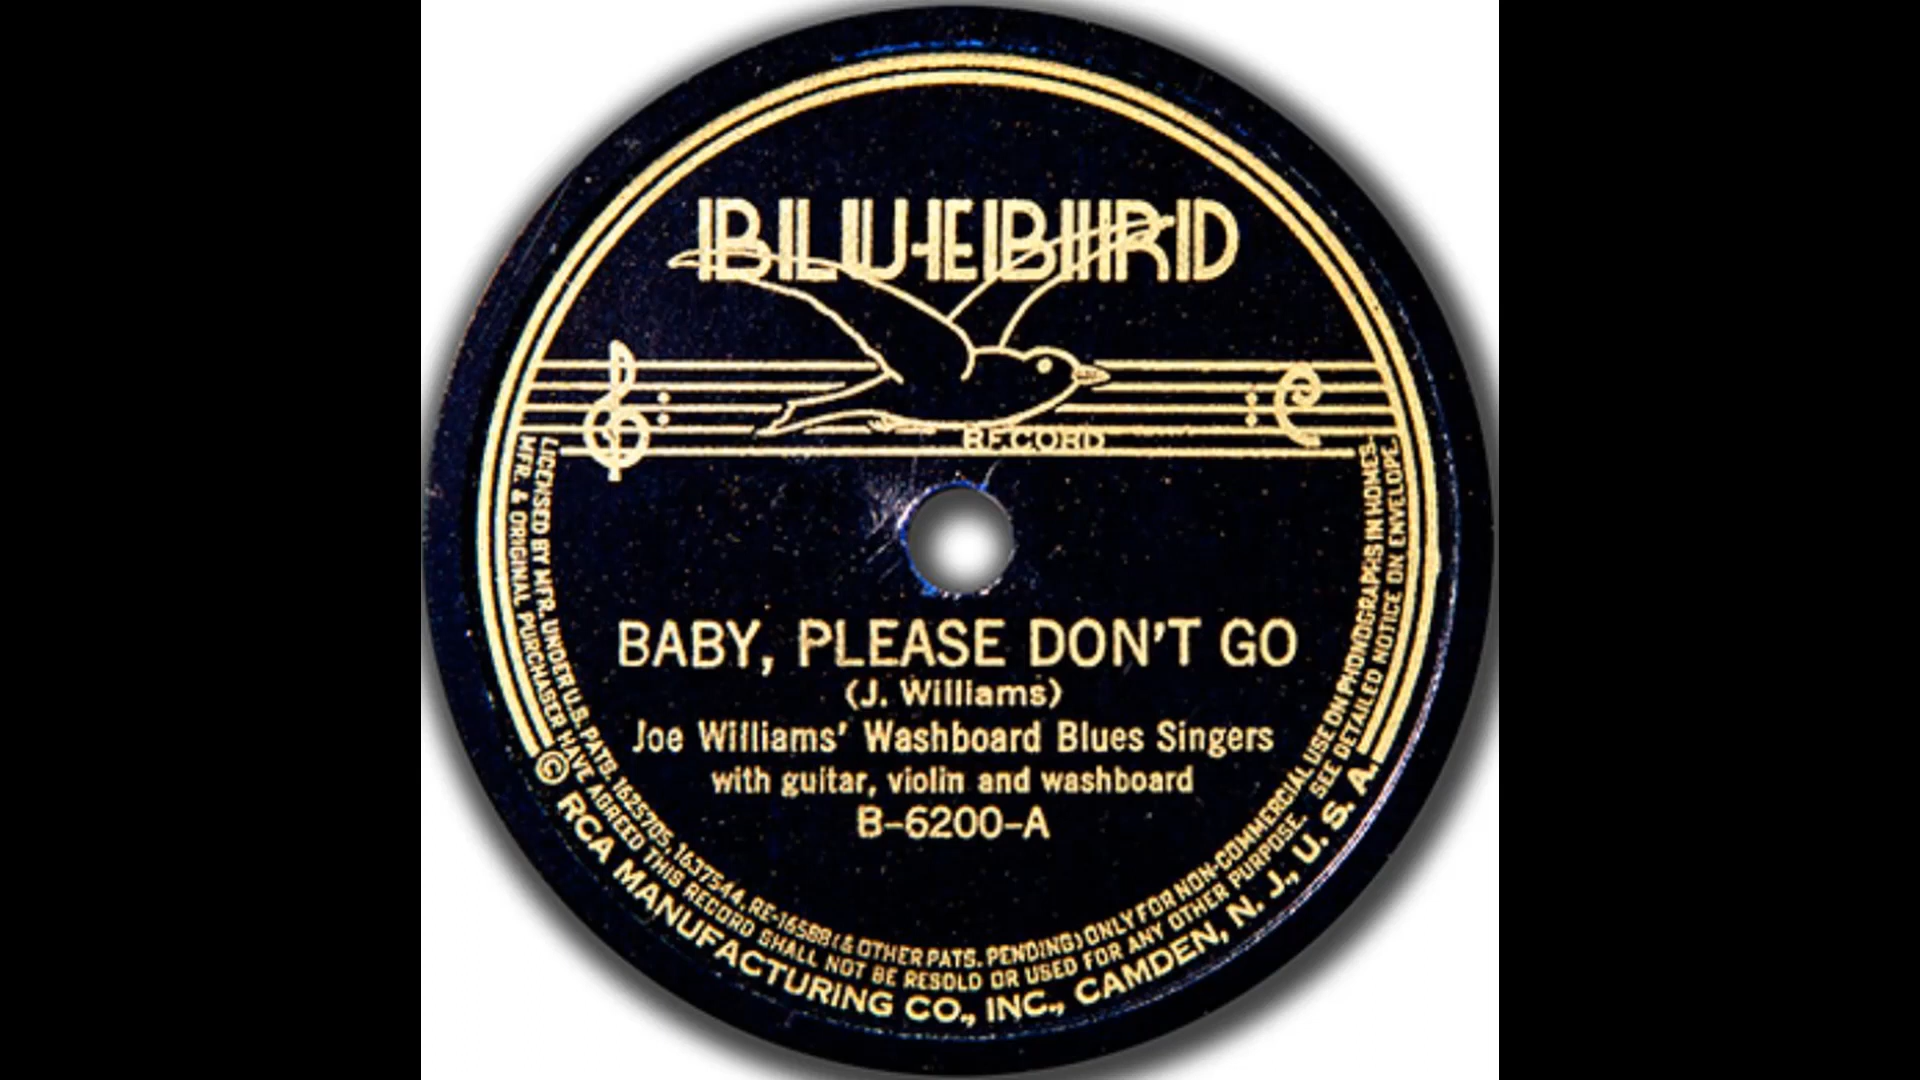 BLUEBIRD
RECORD
BABY, PLEASE DON'T GO
(J. Williams)
Joe Williams' Washboard Blues Singers
with guitar, violin and washboard
B-6200-A
LICENSED BY MFR. UNDER U.S. PATS. 1625705, 1637544, RE-16588 (& OTHER PATS. PENDING) ONLY FOR NON-COMMERCIAL USE ON PHONOGRAPHS IN HOMES.
MFR. & ORIGINAL PURCHASER HAVE AGREED THIS RECORD SHALL NOT BE RESOLD OR USED FOR ANY OTHER PURPOSE. SEE DETAILED NOTICE ON ENVELOPE.
© RCA MANUFACTURING CO., INC., CAMDEN, N. J., U. S. A.